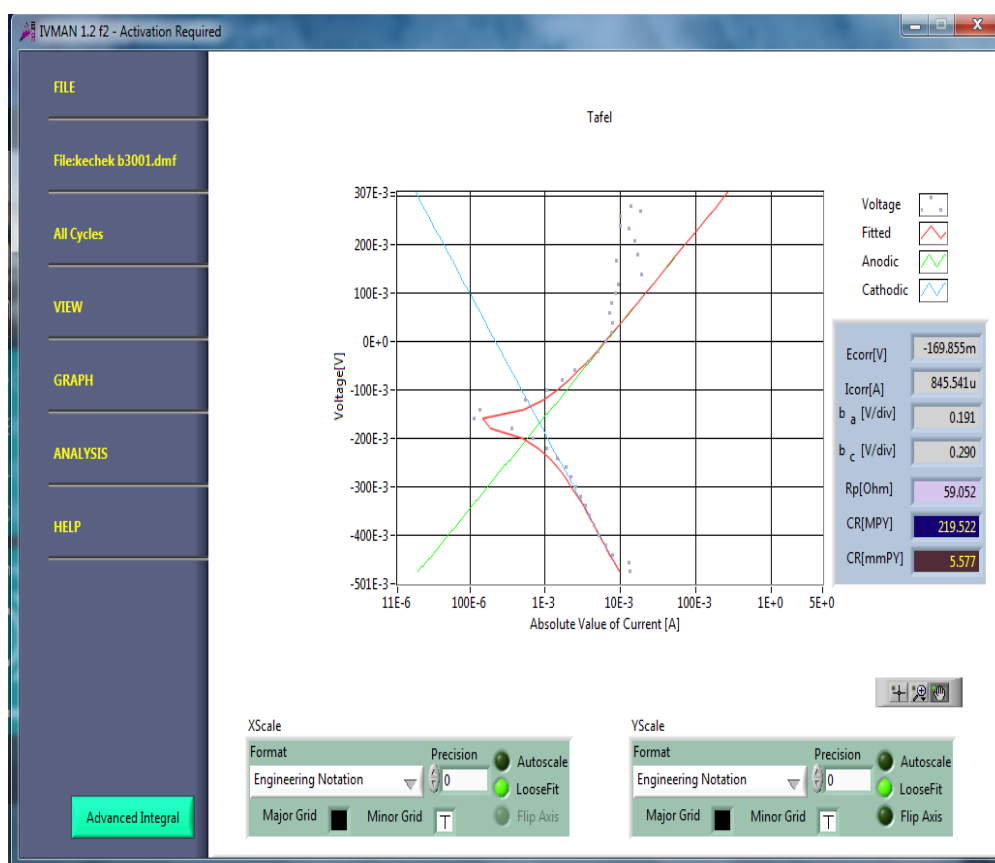 IVMAN 1.2 f2 - Activation Required
FILE
File:kechek b3001.dmf
All Cycles
VIEW
GRAPH
ANALYSIS
HELP
Advanced Integral
Tafel
307E-3
200E-3
100E-3
0E+0
-100E-3
-200E-3
-300E-3
-400E-3
-501E-3
Voltage[V]
11E-6 100E-6 1E-3 10E-3 100E-3 1E+0 5E+0
Absolute Value of Current [A]
Voltage
Fitted
Anodic
Cathodic
Ecorr[V] -169.855m
Icorr[A] 845.541u
b a [V/div] 0.191
b c [V/div] 0.290
Rp[Ohm] 59.052
CR[MPY] 219.522
CR[mmPY] 5.577
XScale
Format Precision
Engineering Notation 0
Autoscale
LooseFit
Major Grid Minor Grid Flip Axis
YScale
Format Precision
Engineering Notation 0
Autoscale
LooseFit
Major Grid Minor Grid Flip Axis